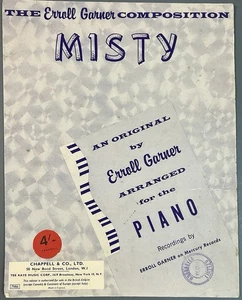 THE Erroll Garner COMPOSITION
MISTY
AN ORIGINAL
by
Erroll Garner
ARRANGED
for the
PIANO
Recordings by
ERROLL GARNER on Mercury Records
4/-
CHAPPELL & CO., LTD.
50 New Bond Street, London, W.1